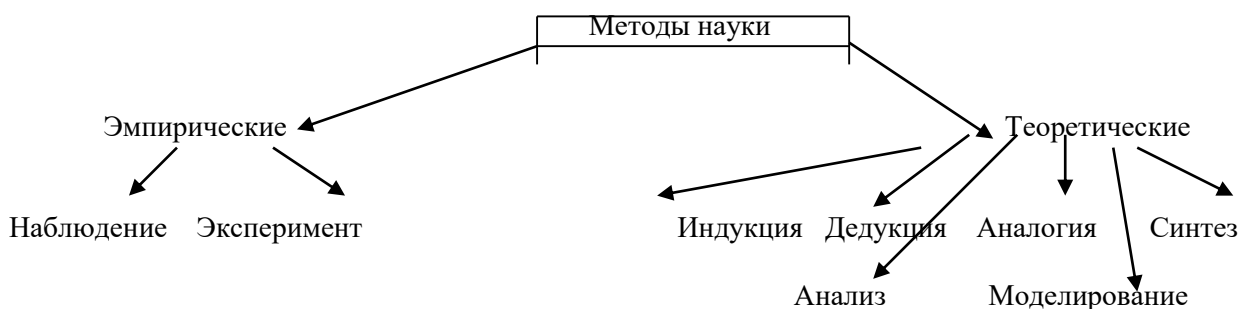 Методы науки
Эмпирические Теоретические
Наблюдение Эксперимент Индукция Дедукция Аналогия Синтез
Анализ Моделирование